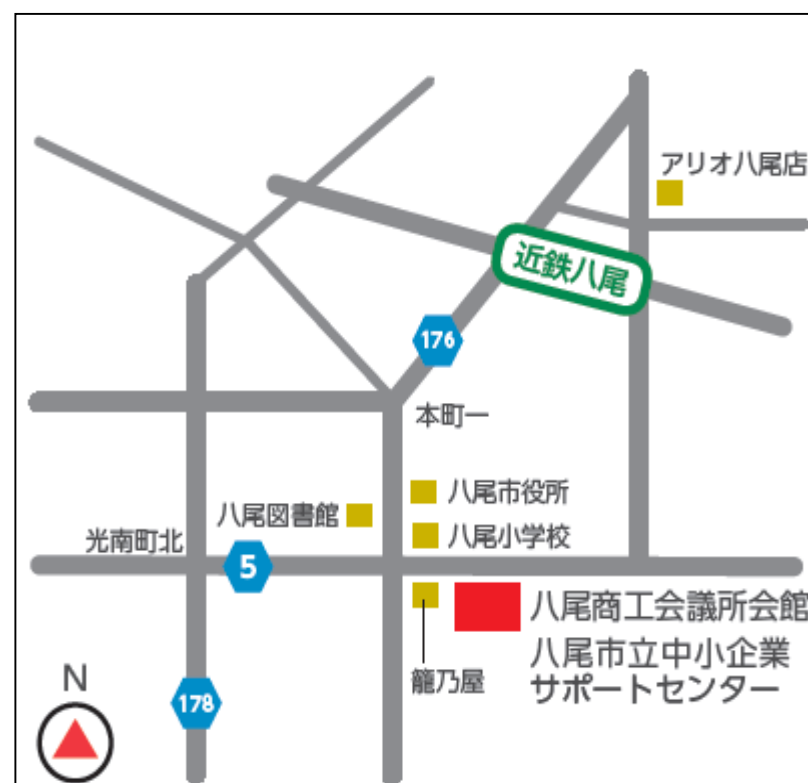 アリオ八尾店
近鉄八尾
176
本町一
八尾市役所
八尾図書館
八尾小学校
光南町北
5
八尾商工会議所会館
八尾市立中小企業
サポートセンター
籠乃屋
N
178